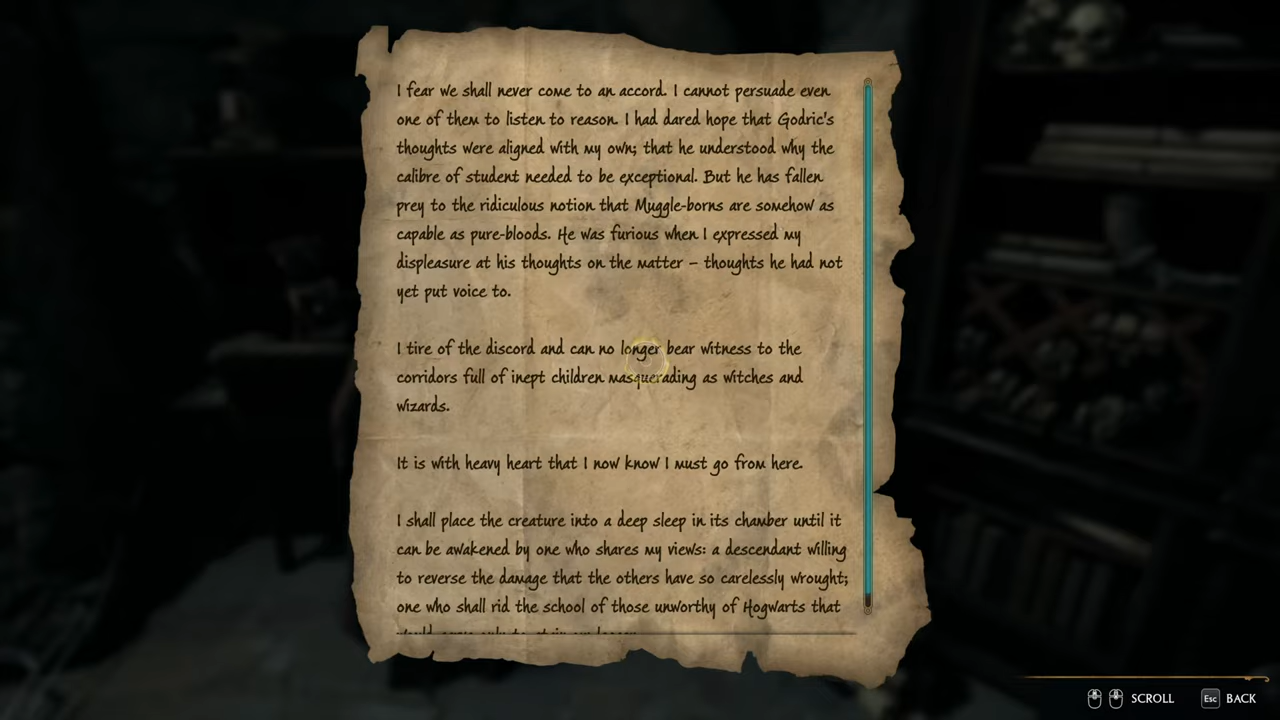 I fear we shall never come to an accord. I cannot persuade even
one of them to listen to reason. I had dared hope that Godric's
thoughts were aligned with my own; that he understood why the
calibre of student needed to be exceptional. But he has fallen
prey to the ridiculous notion that Muggle-borns are somehow as
capable as pure-bloods. He was furious when I expressed my
displeasure at his thoughts on the matter – thoughts he had not
yet put voice to.
I tire of the discord and can no longer bear witness to the
corridors full of inept children masquerading as witches and
wizards.
It is with heavy heart that I now know I must go from here.
I shall place the creature into a deep sleep in its chamber until it
can be awakened by one who shares my views: a descendant willing
to reverse the damage that the others have so carelessly wrought;
one who shall rid the school of those unworthy of Hogwarts that
SCROLL
Esc BACK